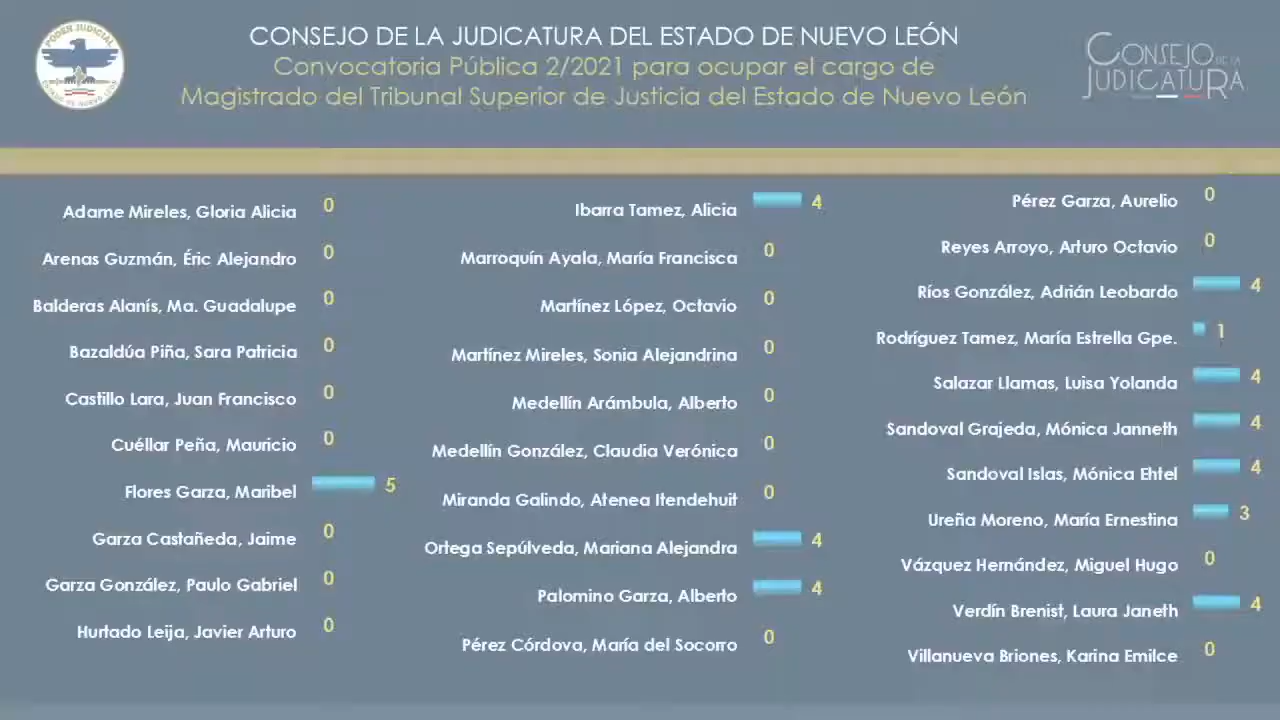 PODER JUDICIAL
ESTADO DE NUEVO LEÓN
CONSEJO DE LA JUDICATURA DEL ESTADO DE NUEVO LEÓN
Convocatoria Pública 2/2021 para ocupar el cargo de
Magistrado del Tribunal Superior de Justicia del Estado de Nuevo León
CONSEJO DE LA
JUDICATURA
Adame Mireles, Gloria Alicia 0
Arenas Guzmán, Éric Alejandro 0
Balderas Alanís, Ma. Guadalupe 0
Bazaldúa Piña, Sara Patricia 0
Castillo Lara, Juan Francisco 0
Cuéllar Peña, Mauricio 0
Flores Garza, Maribel 5
Garza Castañeda, Jaime 0
Garza González, Paulo Gabriel 0
Hurtado Leija, Javier Arturo 0
Ibarra Tamez, Alicia 4
Marroquín Ayala, María Francisca 0
Martínez López, Octavio 0
Martínez Mireles, Sonia Alejandrina 0
Medellín Arámbula, Alberto 0
Medellín González, Claudia Verónica 0
Miranda Galindo, Atenea Itendehuit 0
Ortega Sepúlveda, Mariana Alejandra 4
Palomino Garza, Alberto 4
Pérez Córdova, María del Socorro 0
Pérez Garza, Aurelio 0
Reyes Arroyo, Arturo Octavio 0
Ríos González, Adrián Leobardo 4
Rodríguez Tamez, María Estrella Gpe. 1
Salazar Llamas, Luisa Yolanda 4
Sandoval Grajeda, Mónica Janneth 4
Sandoval Islas, Mónica Ehtel 4
Ureña Moreno, María Ernestina 3
Vázquez Hernández, Miguel Hugo 0
Verdín Brenist, Laura Janeth 4
Villanueva Briones, Karina Emilce 0